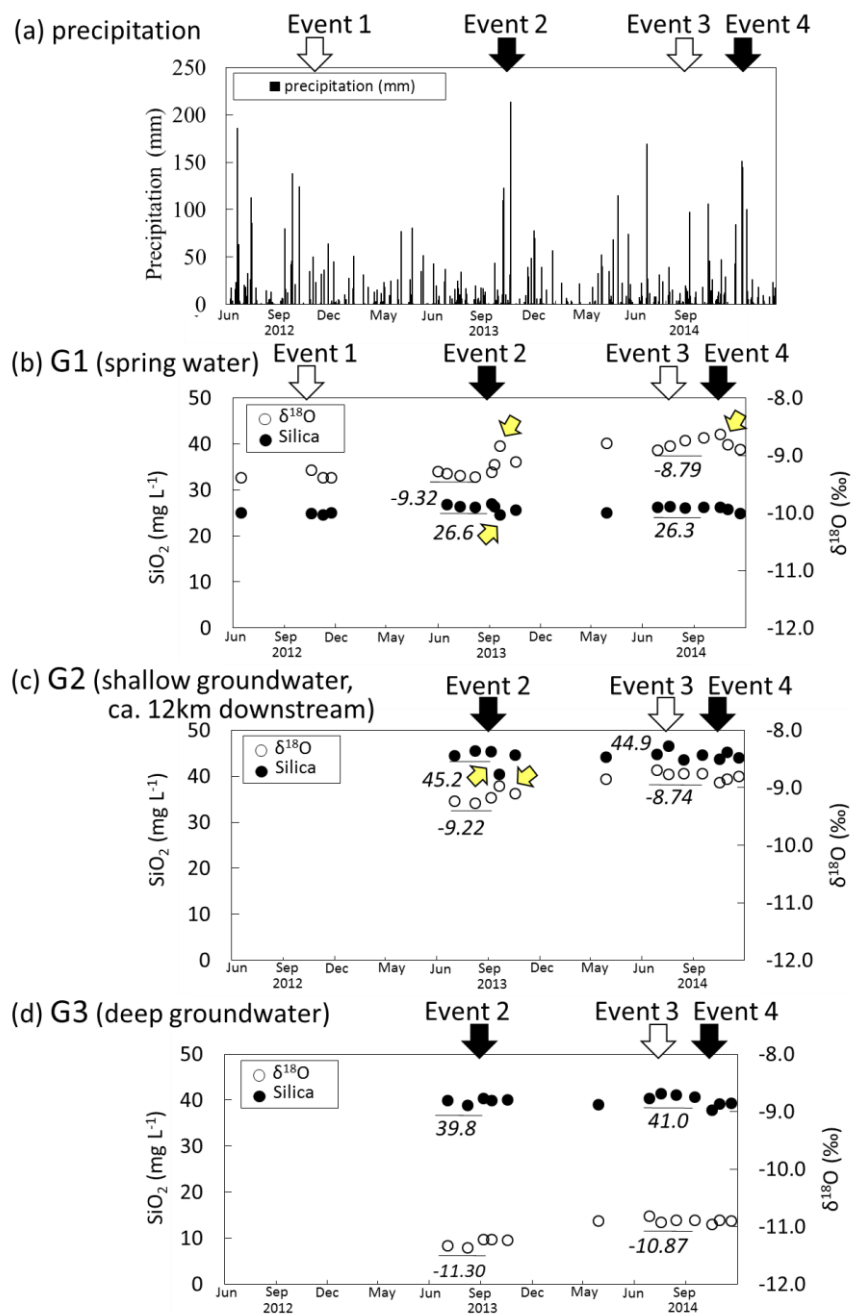 (a) precipitation
Event 1 Event 2 Event 3 Event 4
250
200
150
100
50
0
Precipitation (mm)
■ precipitation (mm)
Jun Sep Dec May Jun Sep Dec May Jun Sep
2012 2013 2014
(b) G1 (spring water)
Event 1 Event 2 Event 3 Event 4
50
40
30
20
10
0
SiO2 (mg L-1)
○ δ18O
● Silica
-9.32
26.6
-8.79
26.3
-8.0
-9.0
-10.0
-11.0
-12.0
δ18O (‰)
Jun Sep Dec May Jun Sep Dec May Jun Sep
2012 2013 2014
(c) G2 (shallow groundwater,
ca. 12km downstream)
Event 2 Event 3 Event 4
50
40
30
20
10
0
SiO2 (mg L-1)
○ δ18O
● Silica
45.2
-9.22
44.9
-8.74
-8.0
-9.0
-10.0
-11.0
-12.0
δ18O (‰)
Jun Sep Dec May Jun Sep Dec May Jun Sep
2012 2013 2014
(d) G3 (deep groundwater)
Event 2 Event 3 Event 4
50
40
30
20
10
0
SiO2 (mg L-1)
○ δ18O
● Silica
39.8
-11.30
41.0
-10.87
-8.0
-9.0
-10.0
-11.0
-12.0
δ18O (‰)
Jun Sep Dec May Jun Sep Dec May Jun Sep
2012 2013 2014